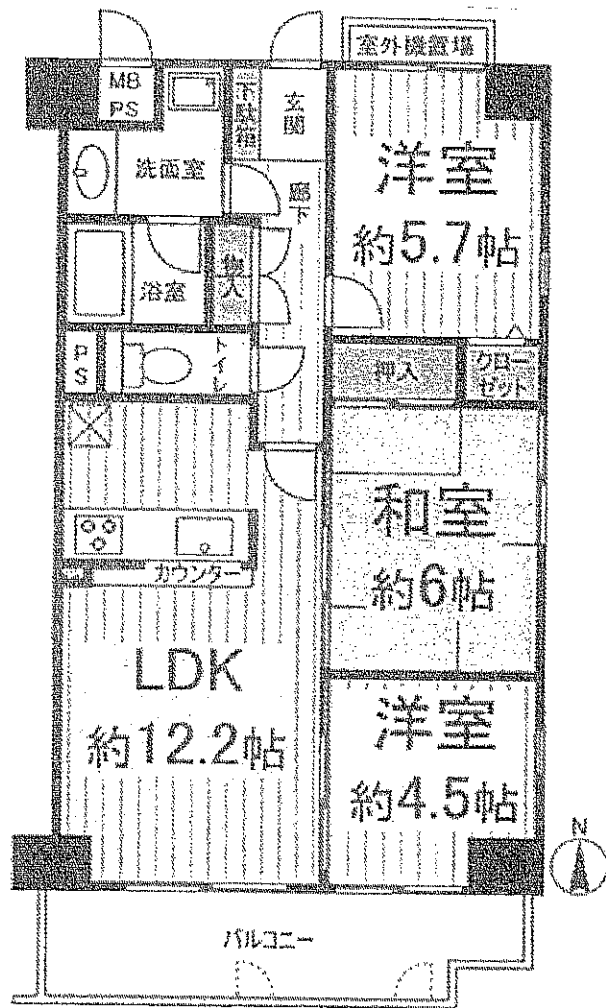 室外機置場
MB
PS
下駄箱
玄関
洋室
約5.7帖
洗面室
廊下
浴室
物入
PS
トイレ
押入
クロー
ゼット
和室
約6帖
カウンター
LDK
約12.2帖
洋室
約4.5帖
N
バルコニー